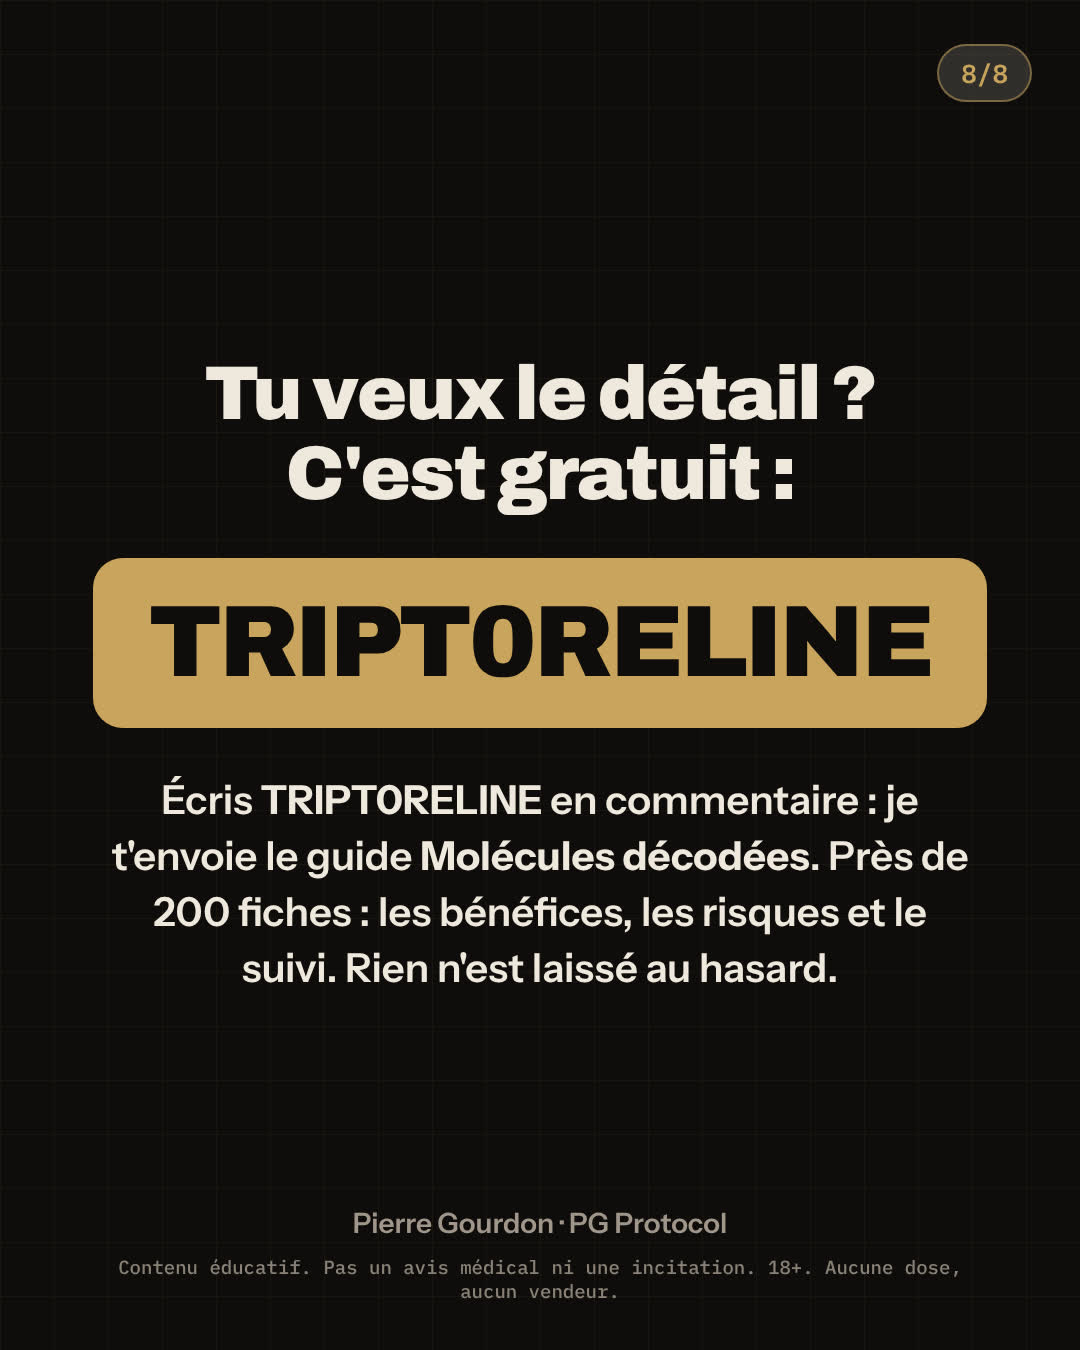 8/8
Tu veux le détail ?
C'est gratuit :
TRIPT0RELINE
Écris TRIPT0RELINE en commentaire : je
t'envoie le guide Molécules décodées. Près de
200 fiches : les bénéfices, les risques et le
suivi. Rien n'est laissé au hasard.
Pierre Gourdon · PG Protocol
Contenu éducatif. Pas un avis médical ni une incitation. 18+. Aucune dose,
aucun vendeur.